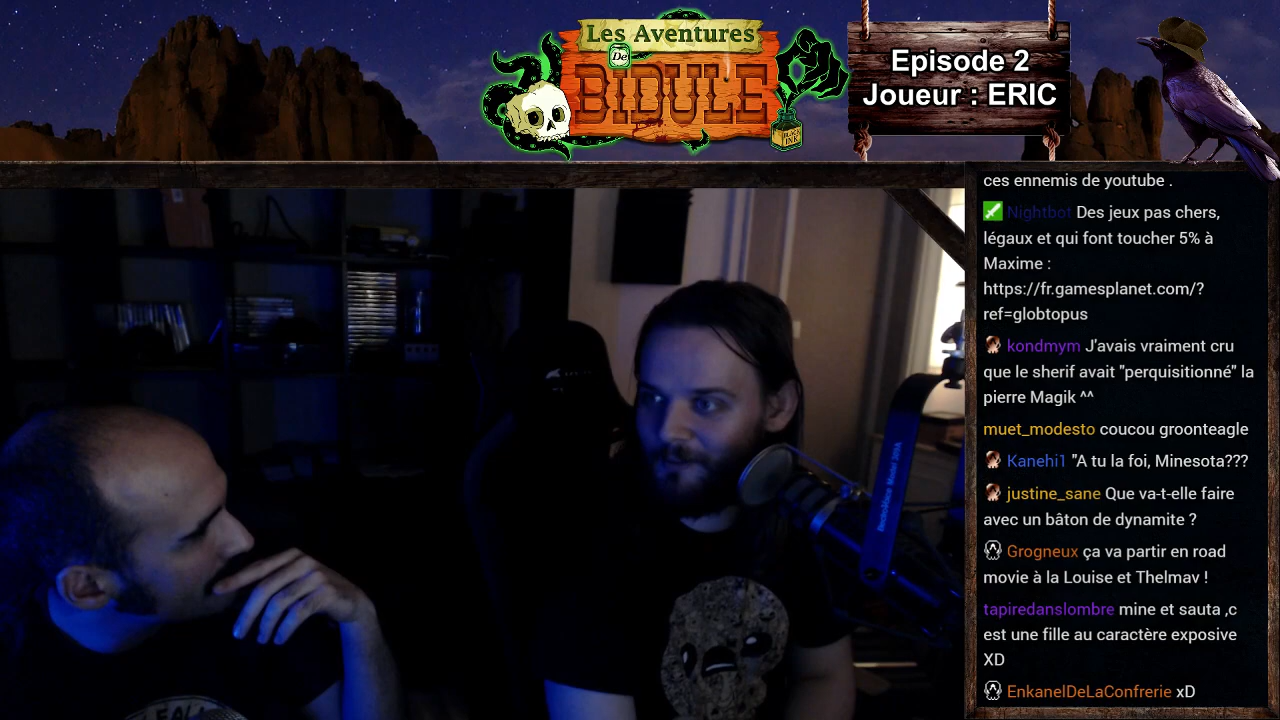 Les Aventures
De
BIDULE
BLACK
INK
Episode 2
Joueur : ERIC
ces ennemis de youtube .
Nightbot Des jeux pas chers,
légaux et qui font toucher 5% à
Maxime :
https://fr.gamesplanet.com/?
ref=globtopus
kondmym J'avais vraiment cru
que le sherif avait "perquisitionné" la
pierre Magik ^^
muet_modesto coucou groonteagle
Kanehi1 "A tu la foi, Minesota???
justine_sane Que va-t-elle faire
avec un bâton de dynamite ?
Grogneux ça va partir en road
movie à la Louise et Thelmav !
tapiredanslombre mine et sauta ,c
est une fille au caractère exposive
XD
EnkanelDeLaConfrerie xD